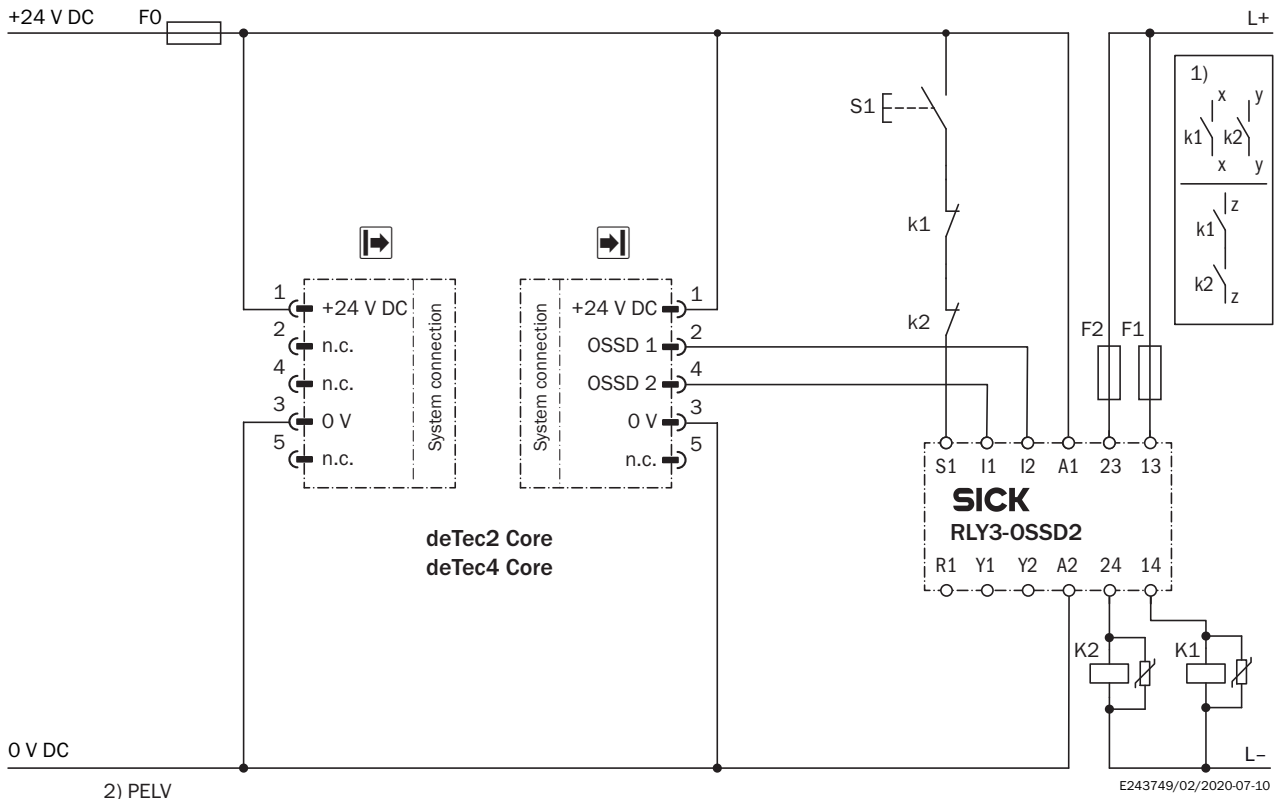 +24 V DC F0 L+
1)
x y
k1 k2
x y
z
k1
k2
z
S1
k1
k2
F2 F1
1 +24 V DC
2 n.c.
4 n.c.
3 0 V
5 n.c.
System connection
System connection
+24 V DC 1
OSSD 1 2
OSSD 2 4
0 V 3
n.c. 5
deTec2 Core
deTec4 Core
S1 I1 I2 A1 23 13
SICK
RLY3-OSSD2
R1 Y1 Y2 A2 24 14
K2 K1
0 V DC L–
2) PELV
E243749/02/2020-07-10